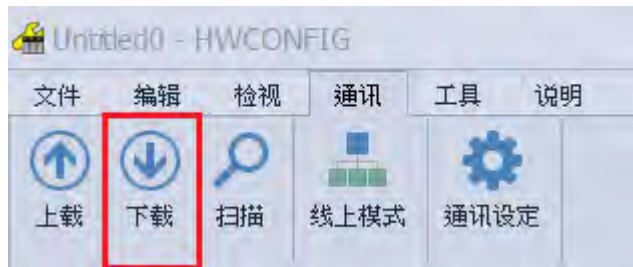 Untitled0 - HWCONFIG
文件 编辑 检视 通讯 工具 说明
上载 下载 扫描 线上模式 通讯设定